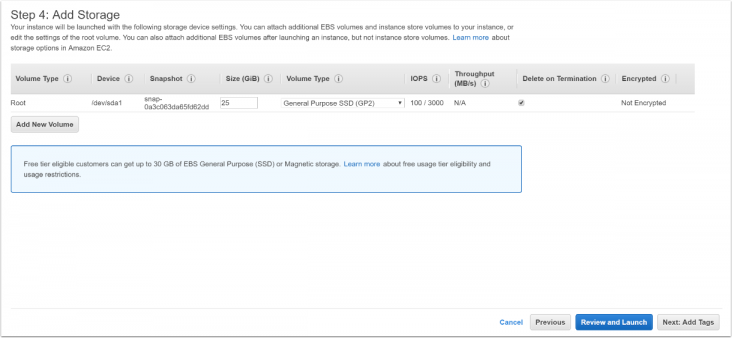 Step 4: Add Storage
Your instance will be launched with the following storage device settings. You can attach additional EBS volumes and instance store volumes to your instance, or
edit the settings of the root volume. You can also attach additional EBS volumes after launching an instance, but not instance store volumes. Learn more about
storage options in Amazon EC2.
Volume Type Device Snapshot Size (GiB) Volume Type IOPS Throughput (MB/s) Delete on Termination Encrypted
Root /dev/sda1 snap-0a3c063da65fd62dd 25 General Purpose SSD (GP2) 100 / 3000 N/A Not Encrypted
Add New Volume
Free tier eligible customers can get up to 30 GB of EBS General Purpose (SSD) or Magnetic storage. Learn more about free usage tier eligibility and
usage restrictions.
Cancel Previous Review and Launch Next: Add Tags